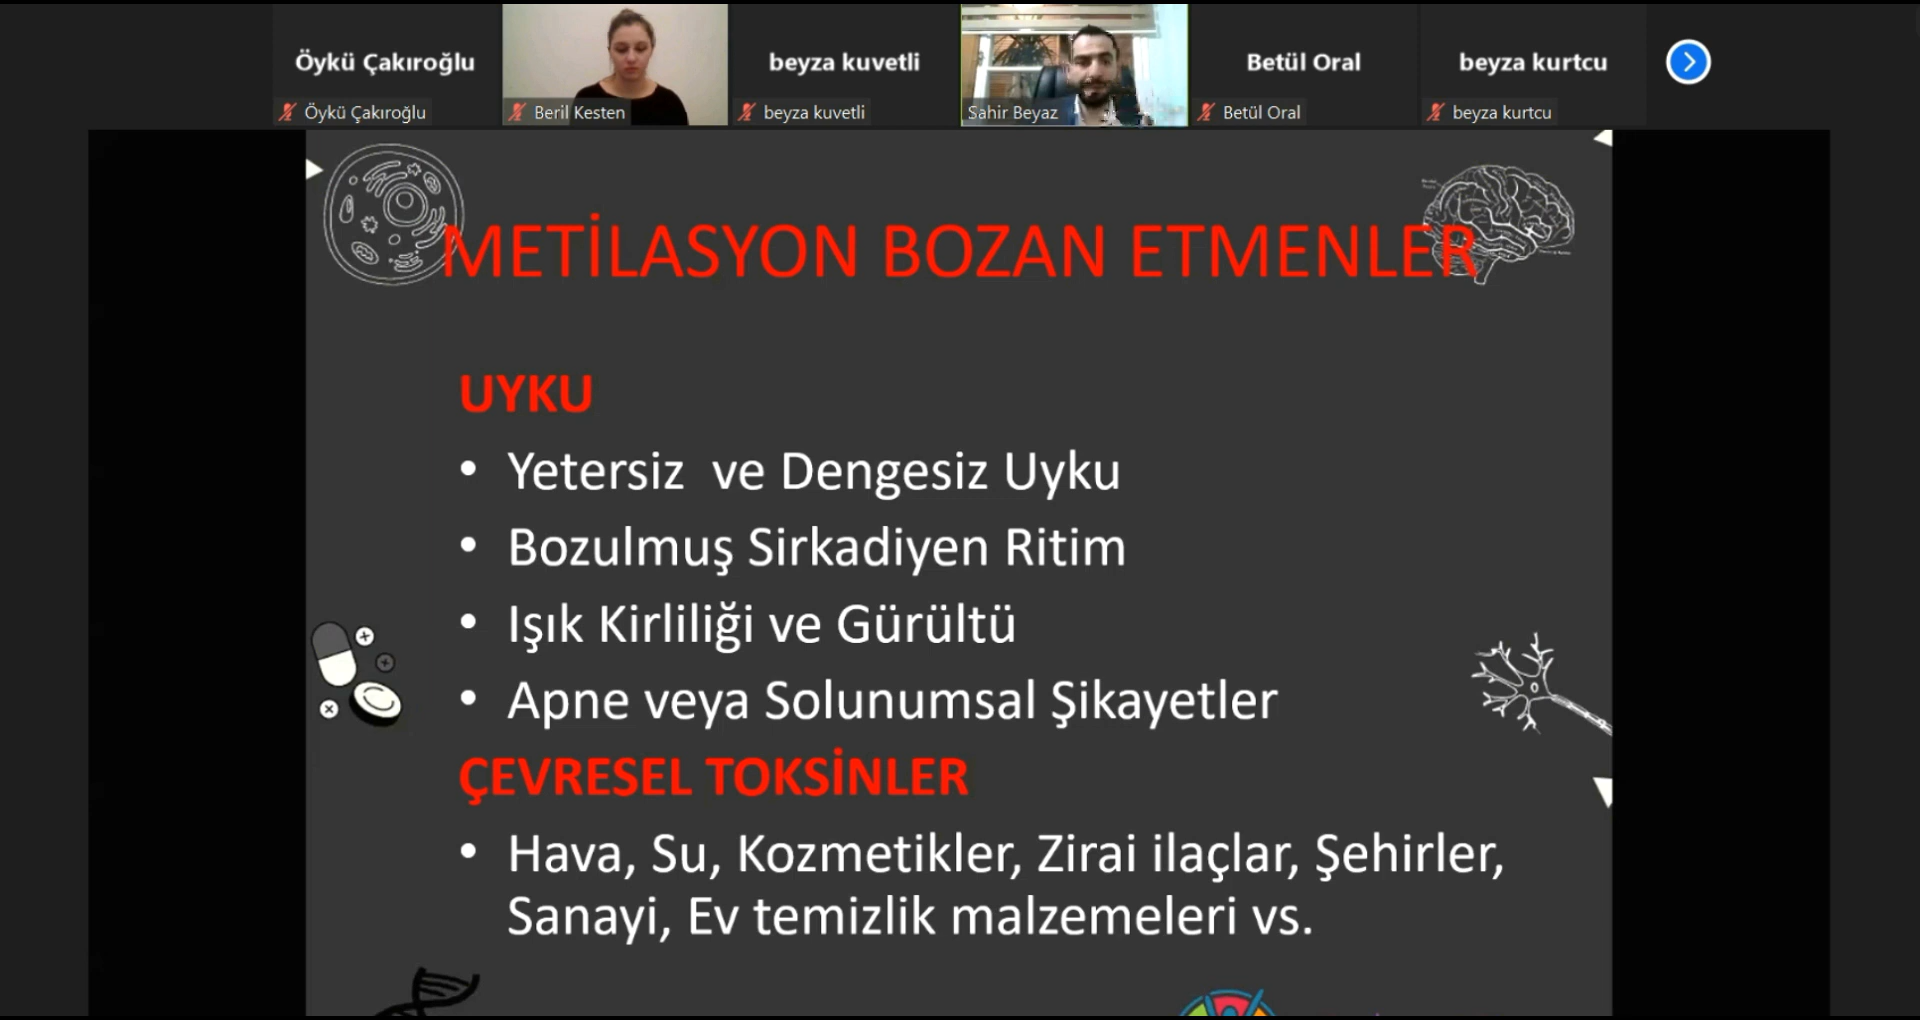 Öykü Çakıroğlu
beyza kuvetli
Betül Oral
beyza kurtcu
Öykü Çakıroğlu
Beril Kesten
beyza kuvetli
Sahir Beyaz
Betül Oral
beyza kurtcu
METİLASYON BOZAN ETMENLER
UYKU
• Yetersiz ve Dengesiz Uyku
• Bozulmuş Sirkadiyen Ritim
• Işık Kirliliği ve Gürültü
• Apne veya Solunumsal Şikayetler
ÇEVRESEL TOKSİNLER
• Hava, Su, Kozmetikler, Zirai ilaçlar, Şehirler,
Sanayi, Ev temizlik malzemeleri vs.